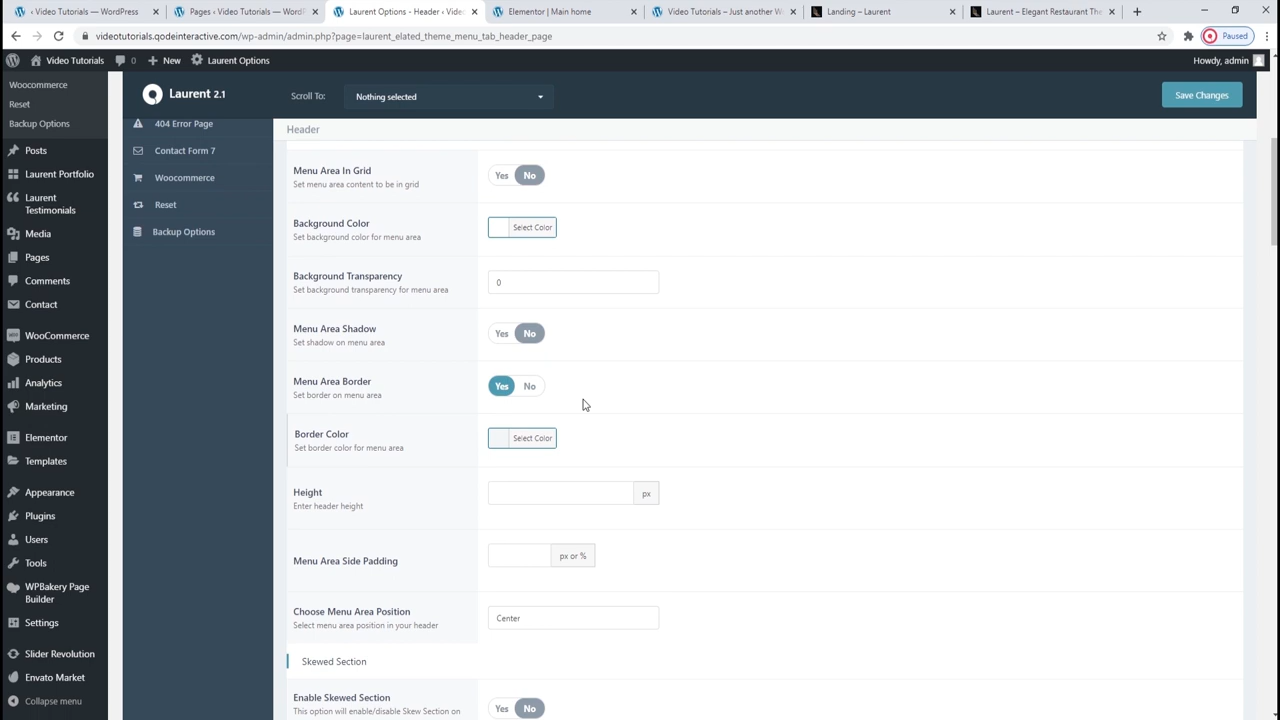 ‹ Video Tutorials — WordPress
Pages ‹ Video Tutorials — WordP
Laurent Options - Header ‹ Video
Elementor | Main home
Video Tutorials – Just another W
Landing – Laurent
Laurent – Elegant Restaurant The
videotutorials.qodeinteractive.com/wp-admin/admin.php?page=laurent_elated_theme_menu_tab_header_page
Paused
Video Tutorials
0
New
Laurent Options
Howdy, admin
Woocommerce
Reset
Backup Options
Posts
Laurent Portfolio
Laurent
Testimonials
Media
Pages
Comments
Contact
WooCommerce
Products
Analytics
Marketing
Elementor
Templates
Appearance
Plugins
Users
Tools
WPBakery Page
Builder
Settings
Slider Revolution
Envato Market
Collapse menu
Laurent 2.1
Scroll To:
Nothing selected
Save Changes
404 Error Page
Contact Form 7
Woocommerce
Reset
Backup Options
Header
Menu Area In Grid
Set menu area content to be in grid
Yes No
Background Color
Set background color for menu area
Select Color
Background Transparency
Set background transparency for menu area
0
Menu Area Shadow
Set shadow on menu area
Yes No
Menu Area Border
Set border on menu area
Yes No
Border Color
Set border color for menu area
Select Color
Height
Enter header height
px
Menu Area Side Padding
px or %
Choose Menu Area Position
Select menu area position in your header
Center
Skewed Section
Enable Skewed Section
This option will enable/disable Skew Section on
Yes No